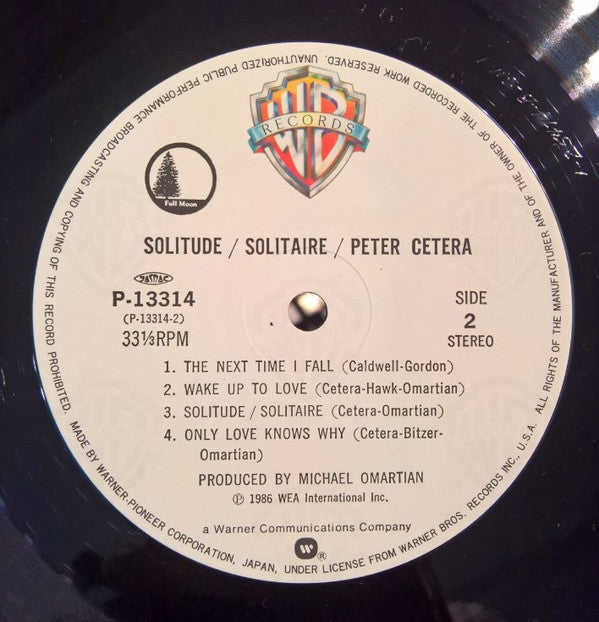 WB
RECORDS
Full Moon
SOLITUDE / SOLITAIRE / PETER CETERA
JASRAC
P-13314
(P-13314-2)
33⅓RPM
SIDE
2
STEREO
1. THE NEXT TIME I FALL (Caldwell-Gordon)
2. WAKE UP TO LOVE (Cetera-Hawk-Omartian)
3. SOLITUDE / SOLITAIRE (Cetera-Omartian)
4. ONLY LOVE KNOWS WHY (Cetera-Bitzer-
Omartian)
PRODUCED BY MICHAEL OMARTIAN
℗ 1986 WEA International Inc.
a Warner Communications Company
®
MADE BY WARNER-PIONEER CORPORATION, JAPAN, UNDER LICENSE FROM WARNER BROS. RECORDS INC., U.S.A. ALL RIGHTS OF THE MANUFACTURER AND OF THE OWNER OF THE RECORDED WORK RESERVED. UNAUTHORIZED PUBLIC PERFORMANCE BROADCASTING AND COPYING OF THIS RECORD PROHIBITED.